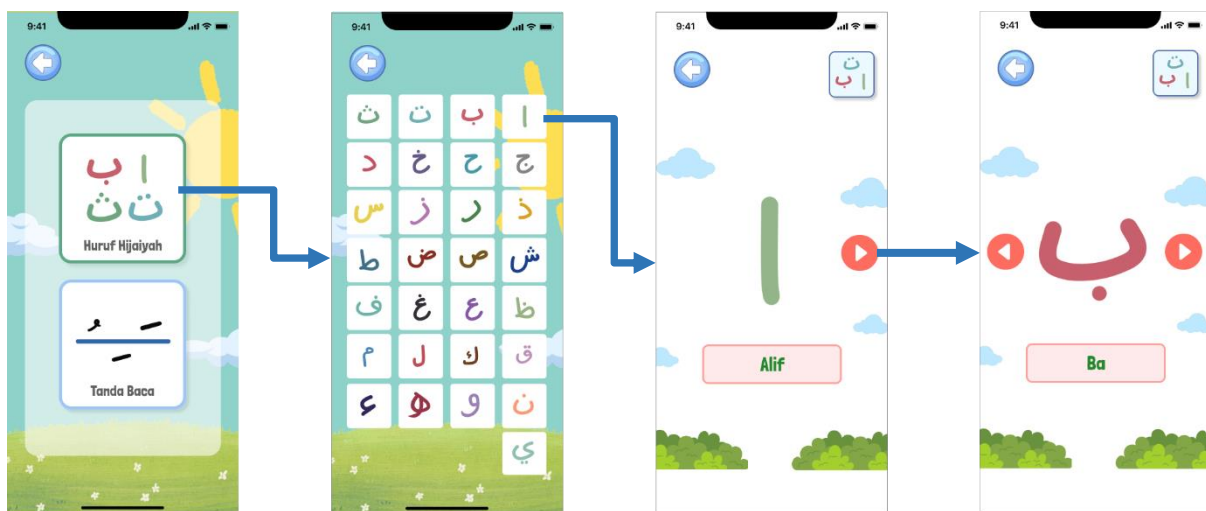 9:41
ا ب
ت ث
Huruf Hijaiyah
Tanda Baca
9:41
ا ب ت ث
ج ح خ د
ذ ر ز س
ش ص ض ط
ظ ع غ ف
ق ك ل م
ن و ه ء
ي
9:41
ت
ا ب
ا
Alif
9:41
ت
ا ب
ب
Ba